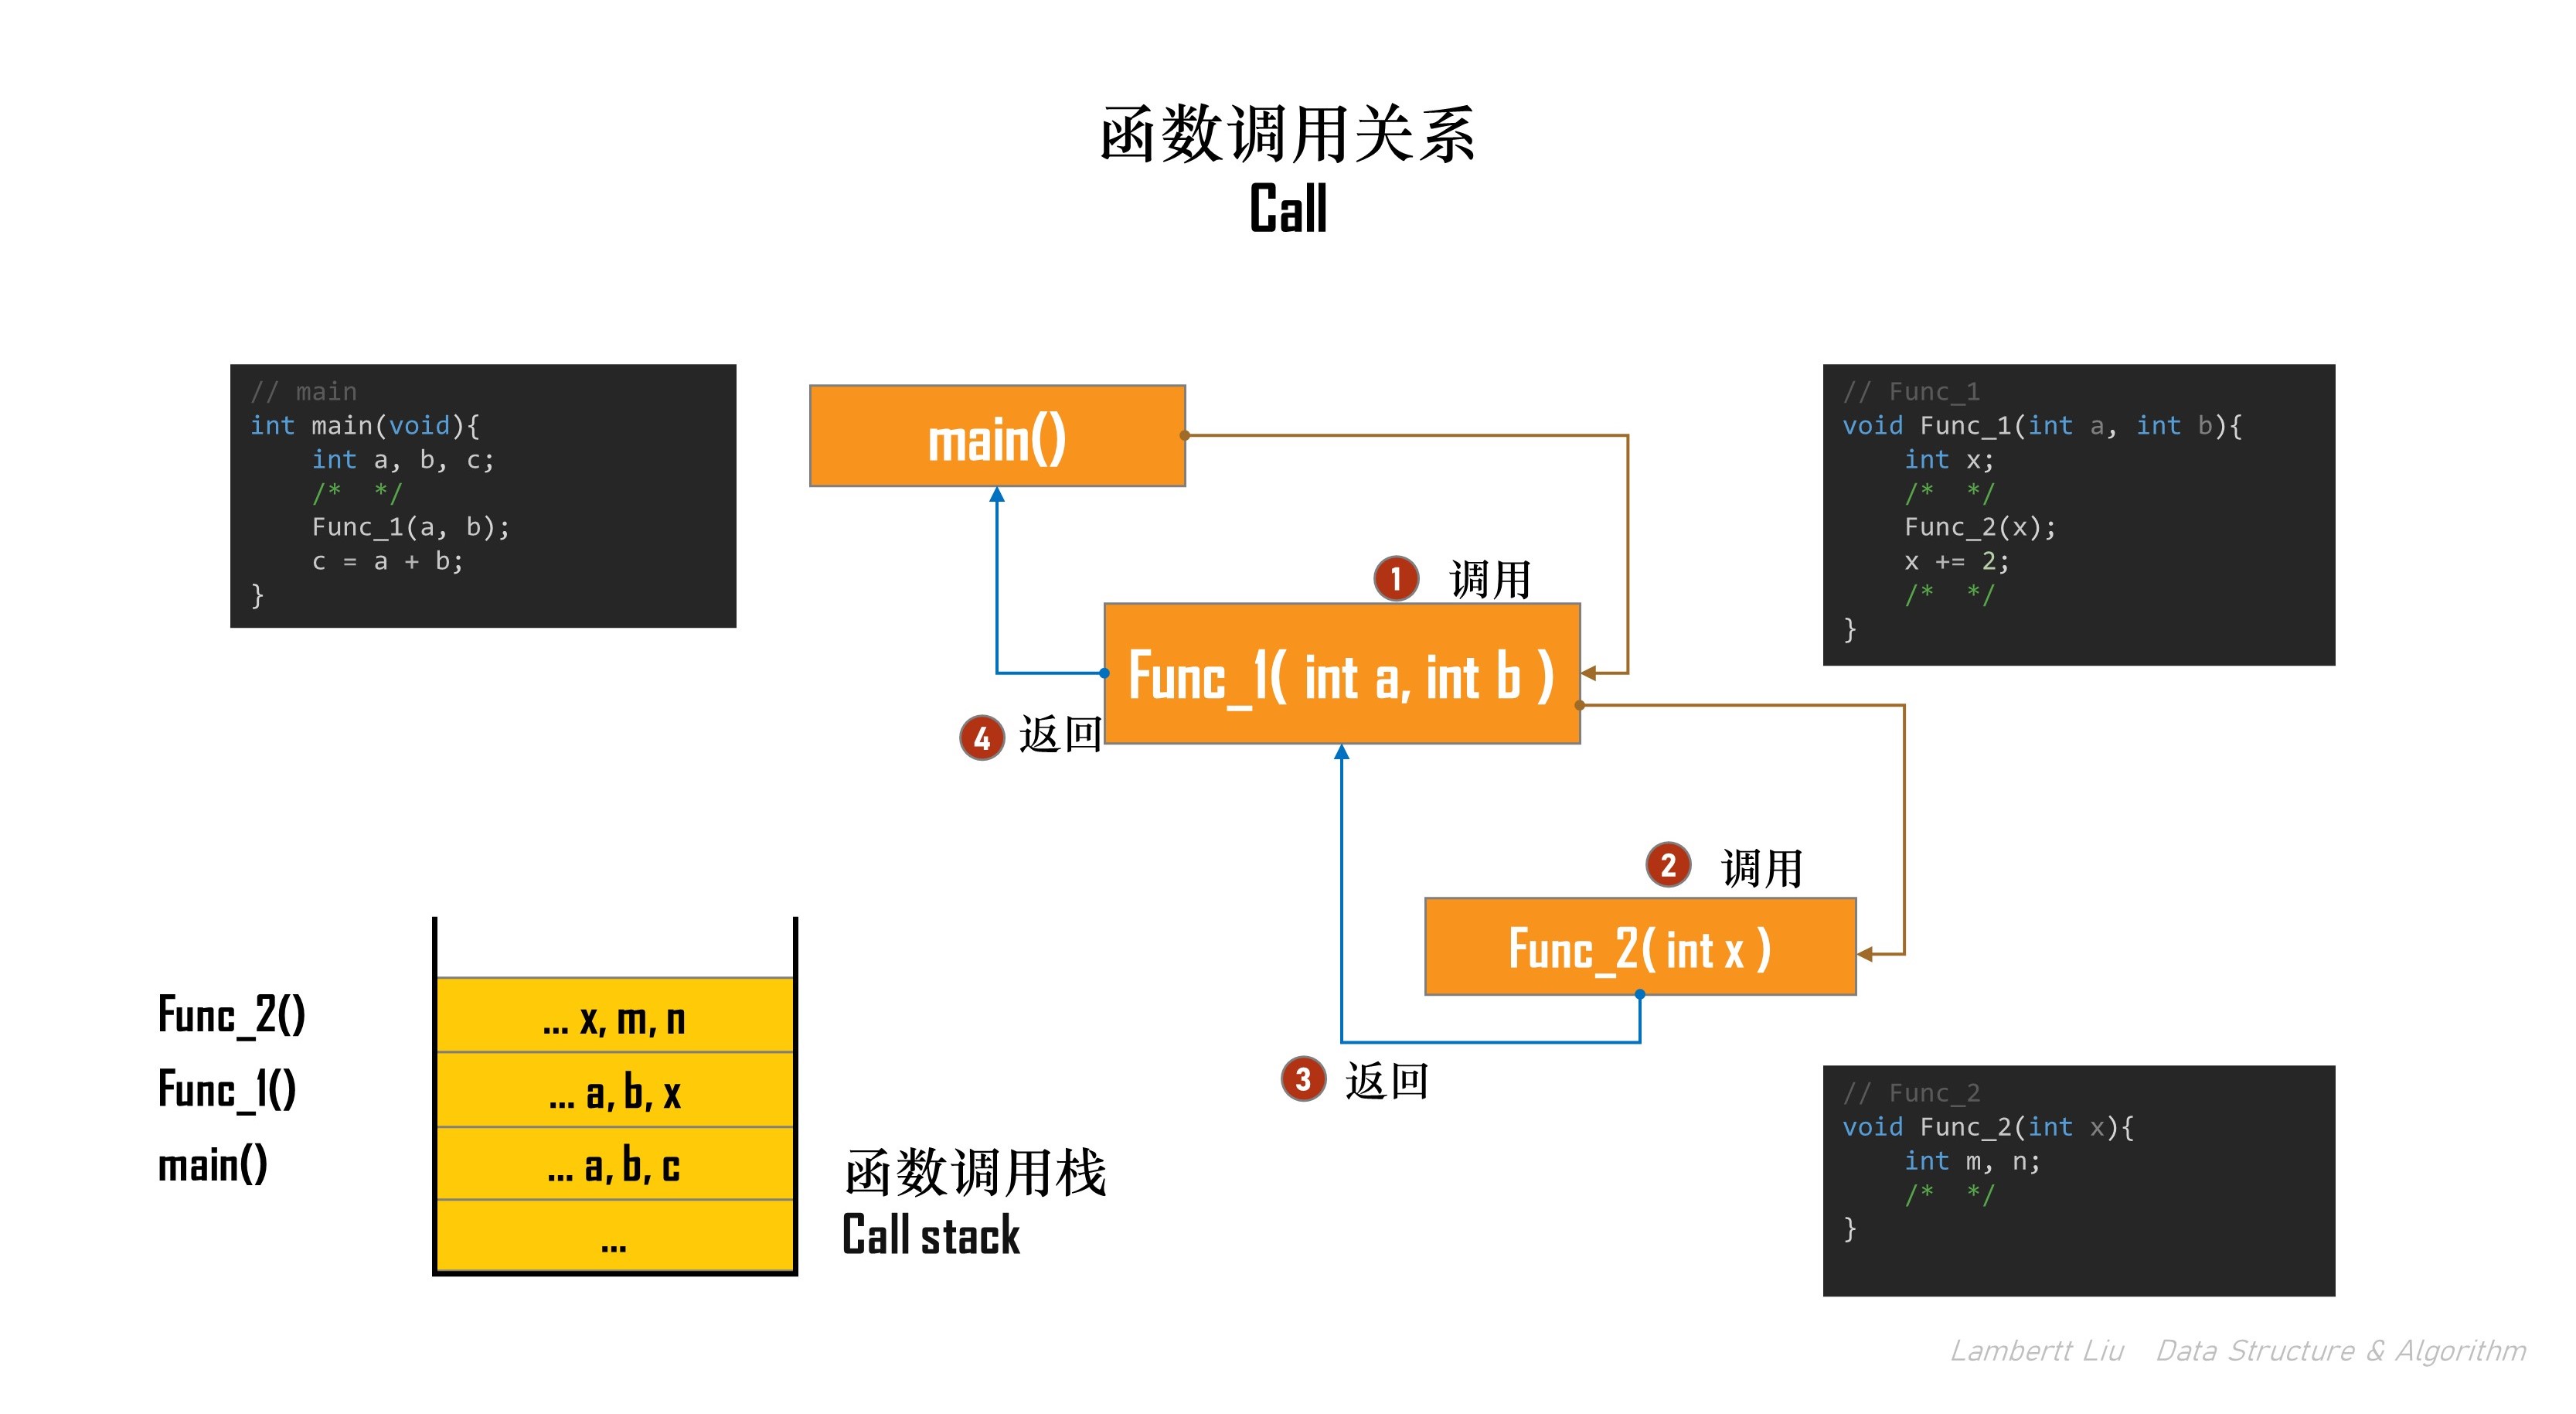 函数调用关系
Call
// main
int main(void){
    int a, b, c;
    /*  */
    Func_1(a, b);
    c = a + b;
}
main()
// Func_1
void Func_1(int a, int b){
    int x;
    /*  */
    Func_2(x);
    x += 2;
    /*  */
}
1 调用
Func_1( int a, int b )
4 返回
2 调用
Func_2( int x )
3 返回
Func_2()
... x, m, n
Func_1()
... a, b, x
main()
... a, b, c
...
函数调用栈
Call stack
// Func_2
void Func_2(int x){
    int m, n;
    /*  */
}
Lambertt Liu Data Structure & Algorithm